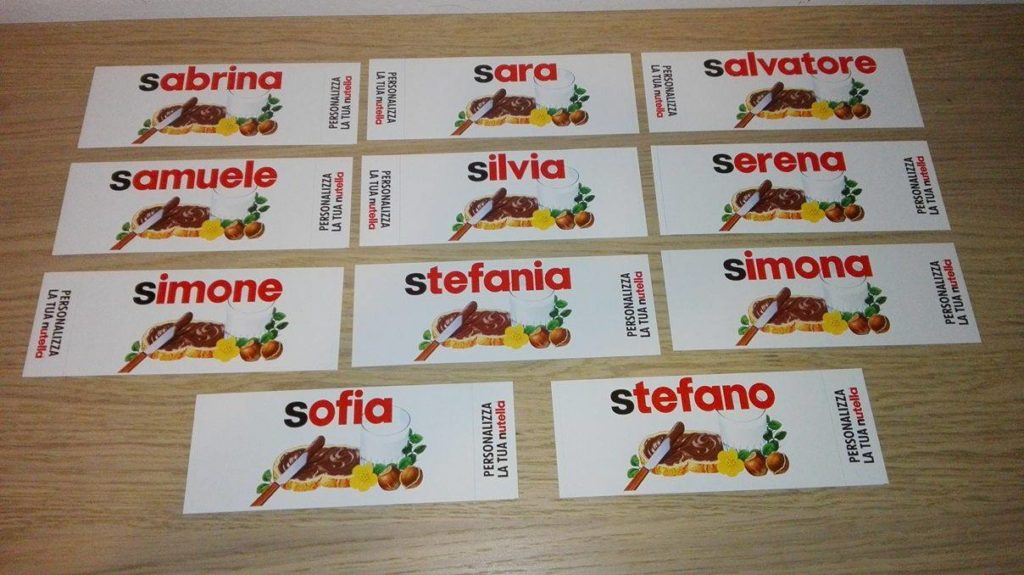 sabrina
PERSONALIZZA
LA TUA nutella
PERSONALIZZA
LA TUA nutella
sara
PERSONALIZZA
LA TUA nutella
salvatore
samuele
PERSONALIZZA
LA TUA nutella
PERSONALIZZA
LA TUA nutella
silvia
serena
PERSONALIZZA
LA TUA nutella
PERSONALIZZA
LA TUA nutella
simone
stefania
PERSONALIZZA
LA TUA nutella
simona
PERSONALIZZA
LA TUA nutella
sofia
PERSONALIZZA
LA TUA nutella
stefano
PERSONALIZZA
LA TUA nutella